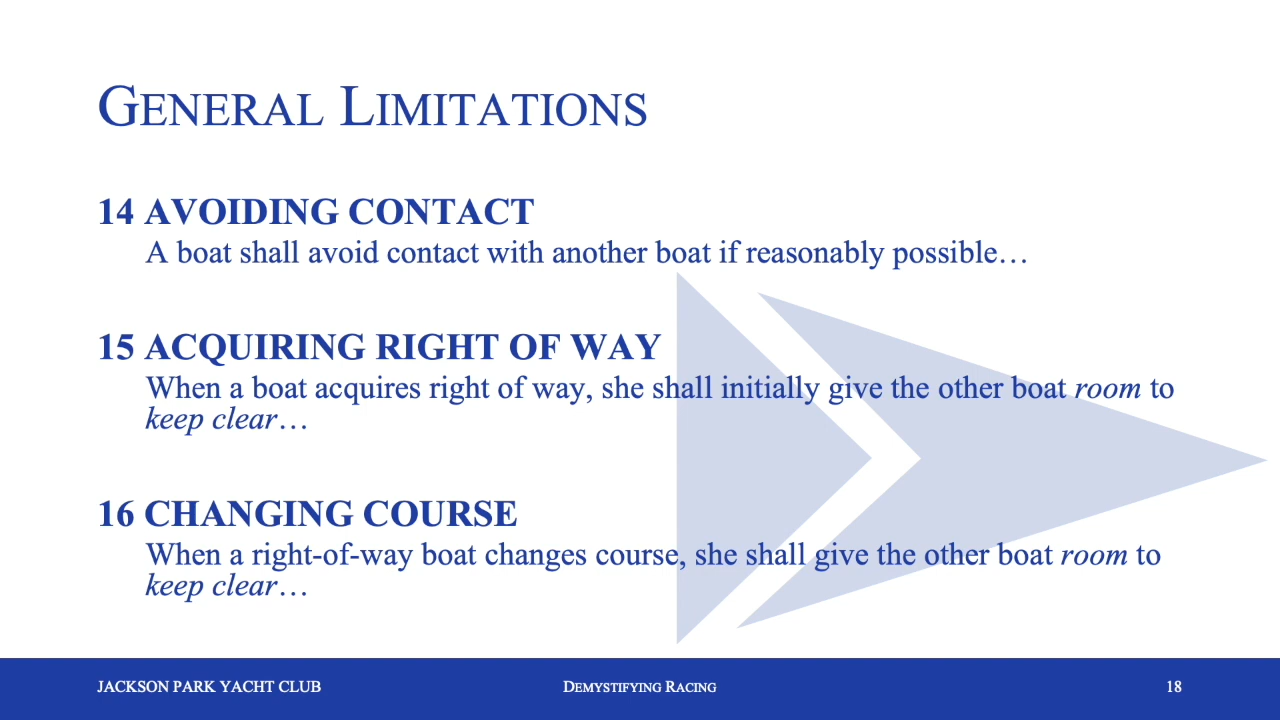 GENERAL LIMITATIONS
14 AVOIDING CONTACT
A boat shall avoid contact with another boat if reasonably possible…
15 ACQUIRING RIGHT OF WAY
When a boat acquires right of way, she shall initially give the other boat room to
keep clear…
16 CHANGING COURSE
When a right-of-way boat changes course, she shall give the other boat room to
keep clear…
JACKSON PARK YACHT CLUB
DEMYSTIFYING RACING
18